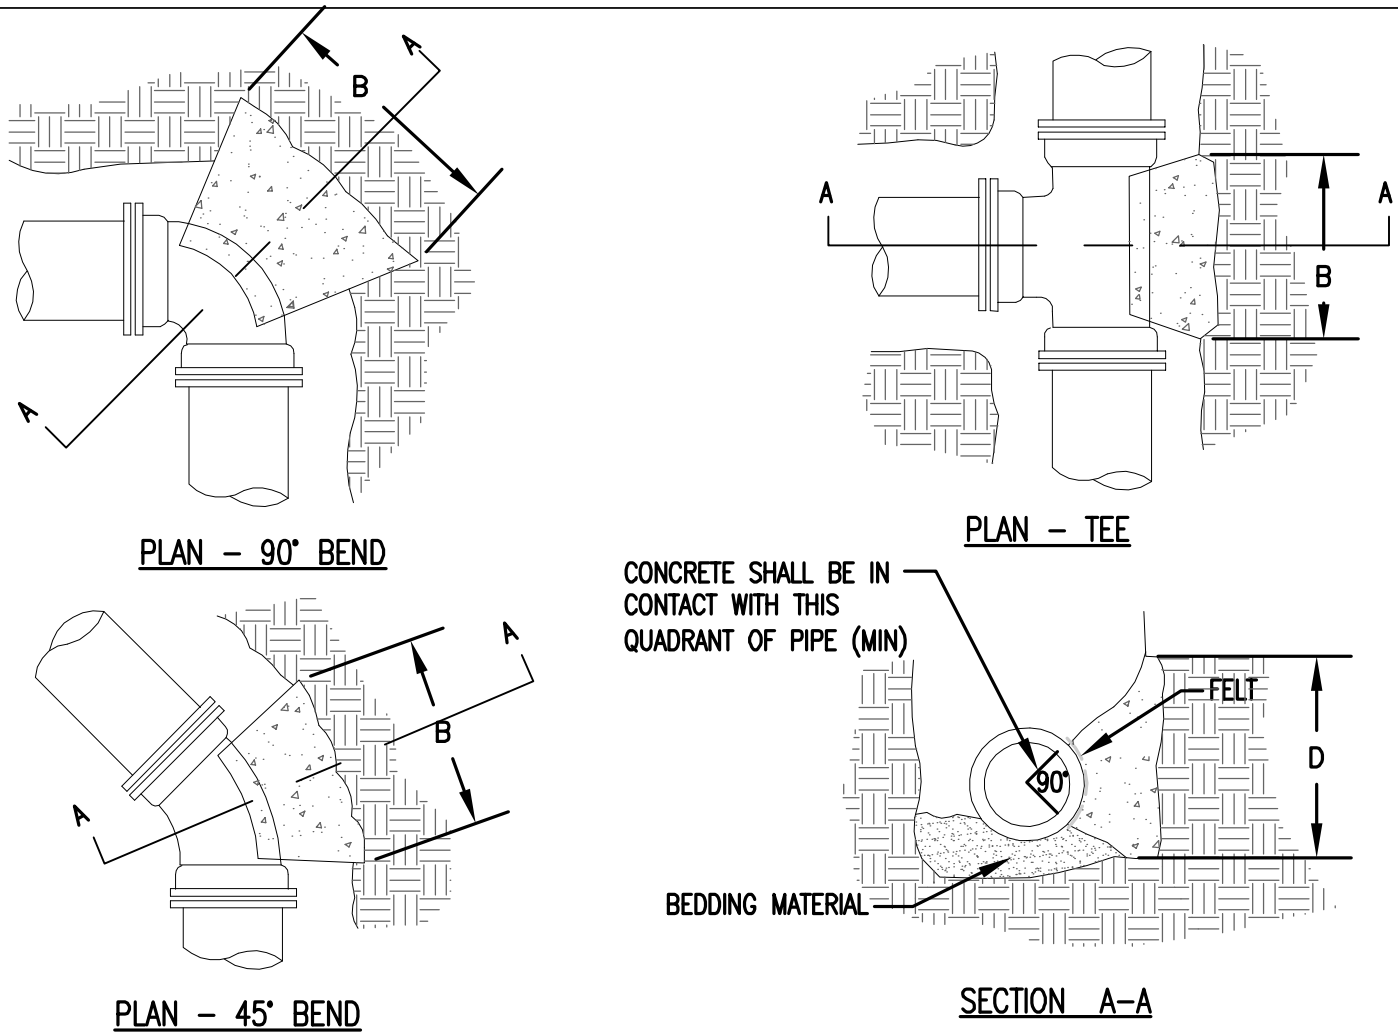 A
B
A
PLAN - 90° BEND
A
A
B
PLAN - TEE
A
B
A
PLAN - 45° BEND
CONCRETE SHALL BE IN
CONTACT WITH THIS
QUADRANT OF PIPE (MIN)
FELT
D
90°
BEDDING MATERIAL
SECTION A-A